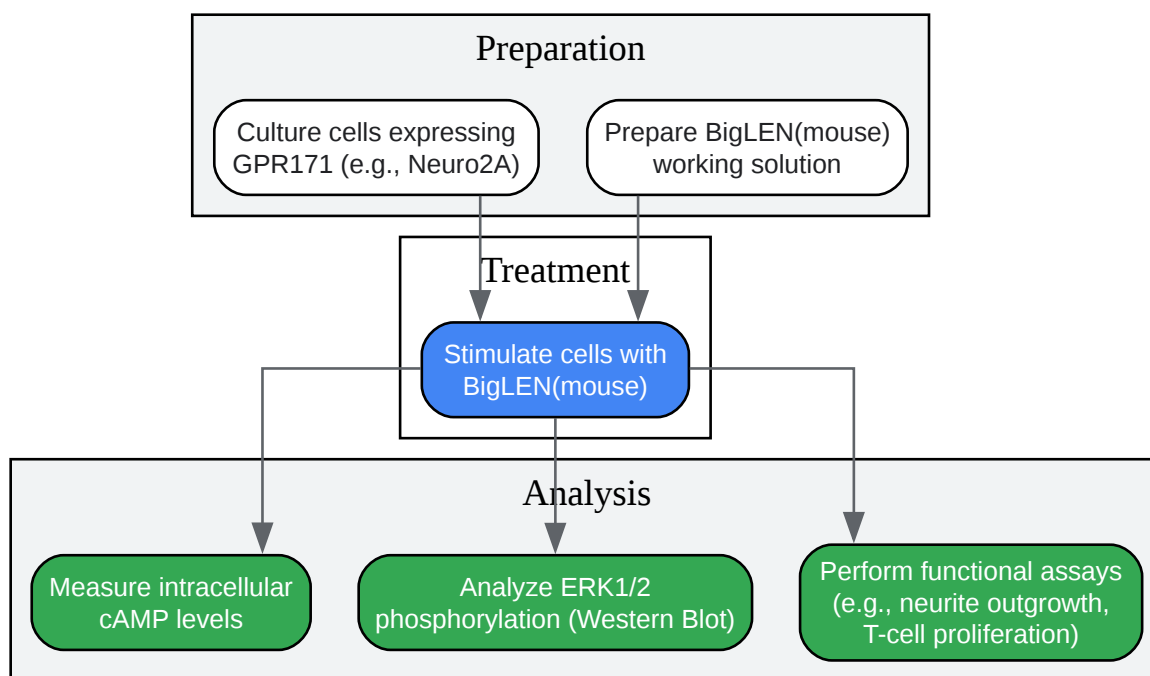 Preparation
Culture cells expressing
GPR171 (e.g., Neuro2A)
Prepare BigLEN(mouse)
working solution
Treatment
Stimulate cells with
BigLEN(mouse)
Analysis
Measure intracellular
cAMP levels
Analyze ERK1/2
phosphorylation (Western Blot)
Perform functional assays
(e.g., neurite outgrowth,
T-cell proliferation)